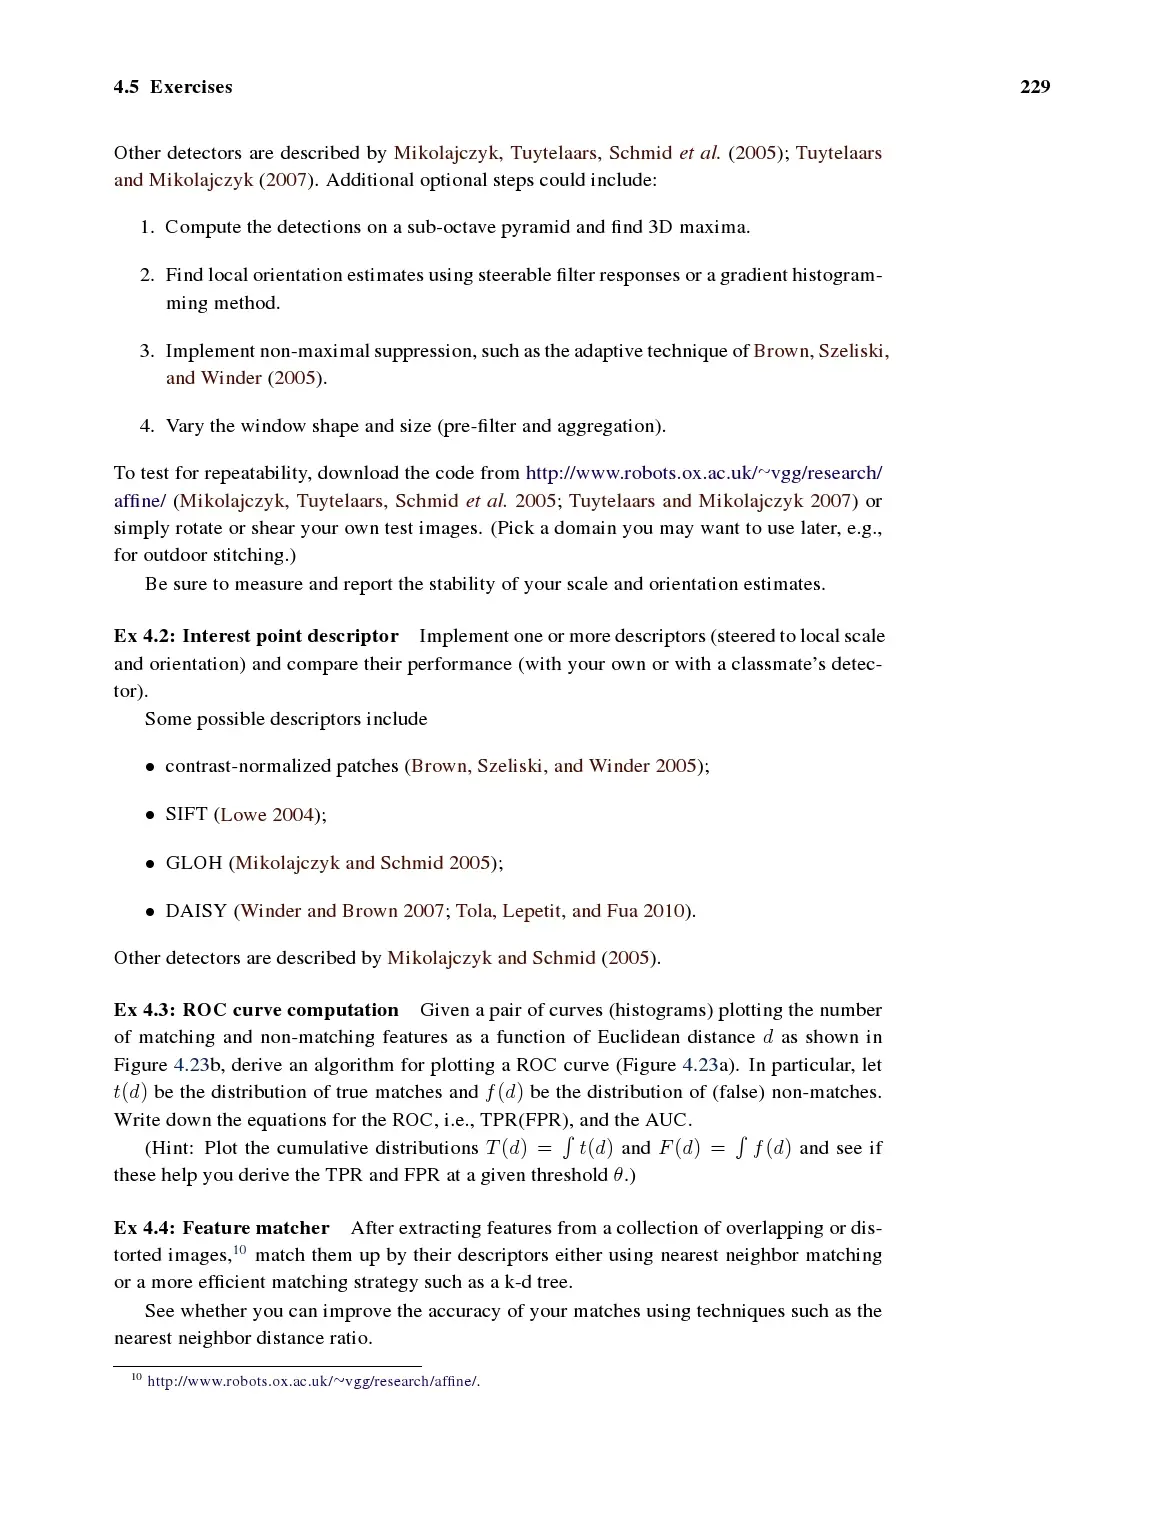 4.5 Exercises 229
Other detectors are described by Mikolajczyk, Tuytelaars, Schmid et al. (2005); Tuytelaars
and Mikolajczyk (2007). Additional optional steps could include:
1. Compute the detections on a sub-octave pyramid and find 3D maxima.
2. Find local orientation estimates using steerable filter responses or a gradient histogram-
ming method.
3. Implement non-maximal suppression, such as the adaptive technique of Brown, Szeliski,
and Winder (2005).
4. Vary the window shape and size (pre-filter and aggregation).
To test for repeatability, download the code from http://www.robots.ox.ac.uk/~vgg/research/
affine/ (Mikolajczyk, Tuytelaars, Schmid et al. 2005; Tuytelaars and Mikolajczyk 2007) or
simply rotate or shear your own test images. (Pick a domain you may want to use later, e.g.,
for outdoor stitching.)
Be sure to measure and report the stability of your scale and orientation estimates.
Ex 4.2: Interest point descriptor Implement one or more descriptors (steered to local scale
and orientation) and compare their performance (with your own or with a classmate's detec-
tor).
Some possible descriptors include
• contrast-normalized patches (Brown, Szeliski, and Winder 2005);
• SIFT (Lowe 2004);
• GLOH (Mikolajczyk and Schmid 2005);
• DAISY (Winder and Brown 2007; Tola, Lepetit, and Fua 2010).
Other detectors are described by Mikolajczyk and Schmid (2005).
Ex 4.3: ROC curve computation Given a pair of curves (histograms) plotting the number
of matching and non-matching features as a function of Euclidean distance d as shown in
Figure 4.23b, derive an algorithm for plotting a ROC curve (Figure 4.23a). In particular, let
t(d) be the distribution of true matches and f(d) be the distribution of (false) non-matches.
Write down the equations for the ROC, i.e., TPR(FPR), and the AUC.
(Hint: Plot the cumulative distributions T(d) = ∫ t(d) and F(d) = ∫ f(d) and see if
these help you derive the TPR and FPR at a given threshold θ.)
Ex 4.4: Feature matcher After extracting features from a collection of overlapping or dis-
torted images,10 match them up by their descriptors either using nearest neighbor matching
or a more efficient matching strategy such as a k-d tree.
See whether you can improve the accuracy of your matches using techniques such as the
nearest neighbor distance ratio.
10 http://www.robots.ox.ac.uk/~vgg/research/affine/.